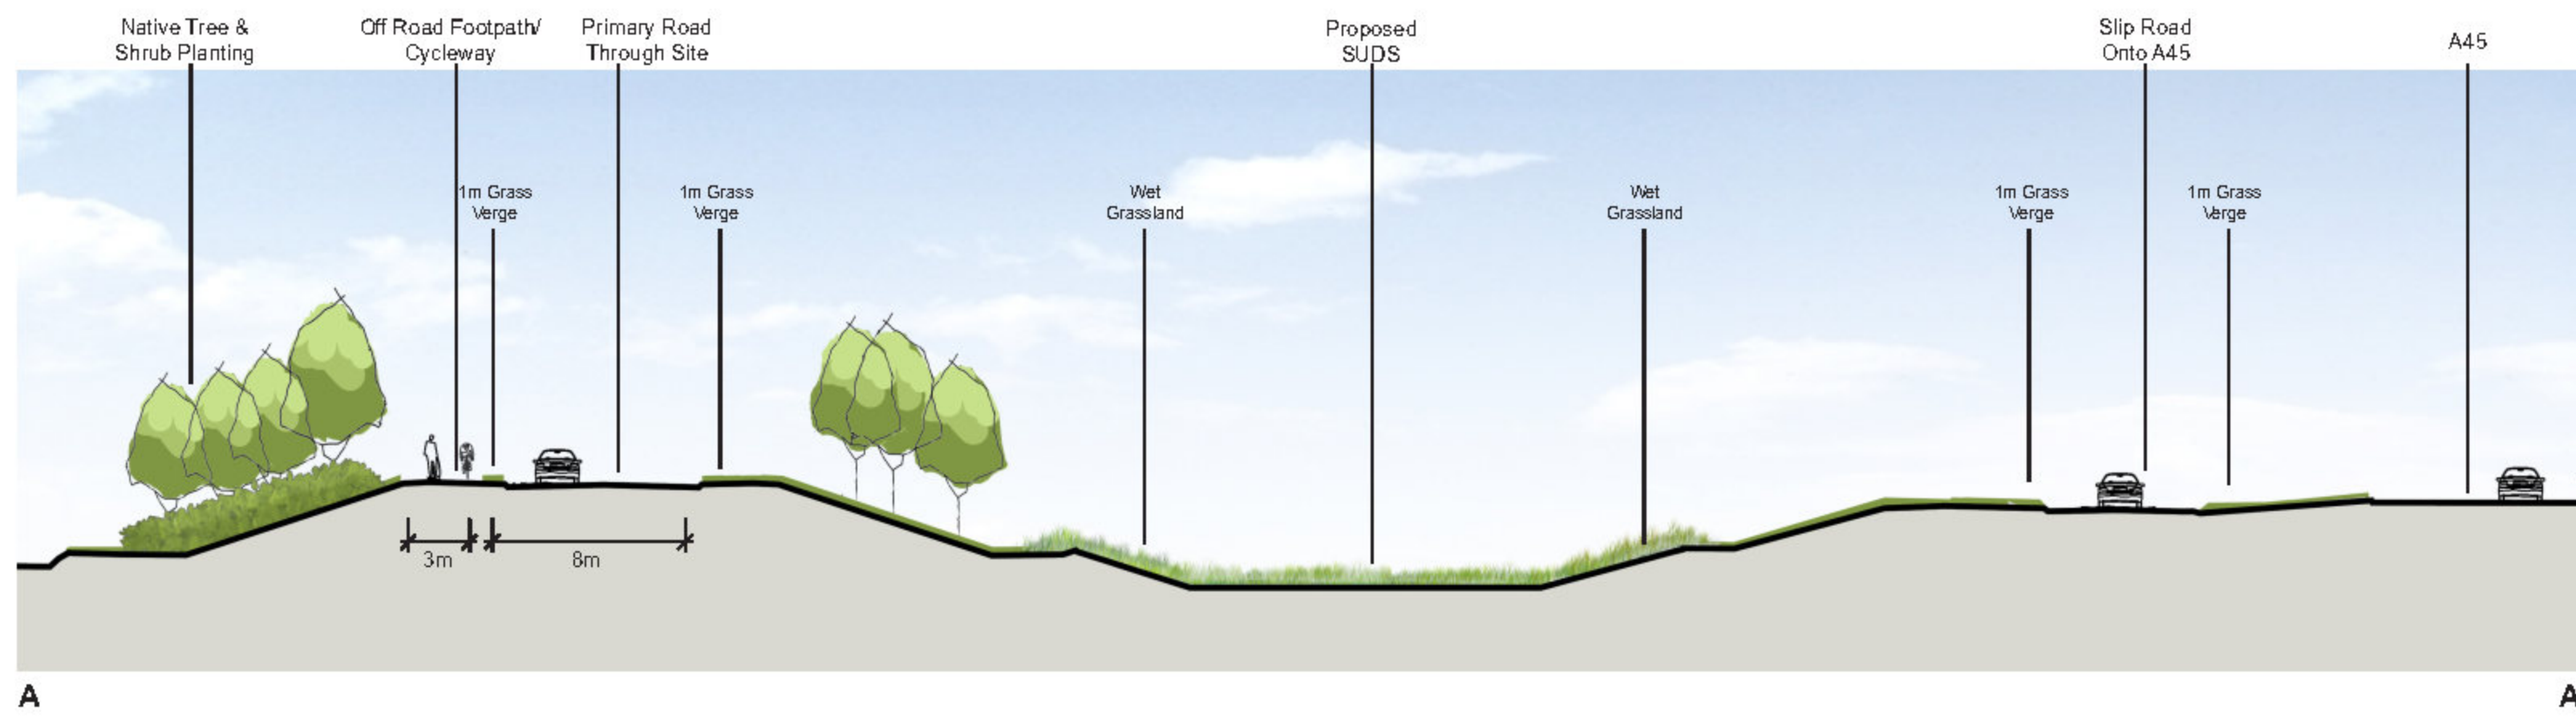 Native Tree &
Shrub Planting
Off Road Footpath/
Cycleway
Primary Road
Through Site
Proposed
SUDS
Slip Road
Onto A45
A45
1m Grass
Verge
1m Grass
Verge
Wet
Grassland
Wet
Grassland
1m Grass
Verge
1m Grass
Verge
3m
8m
A
A